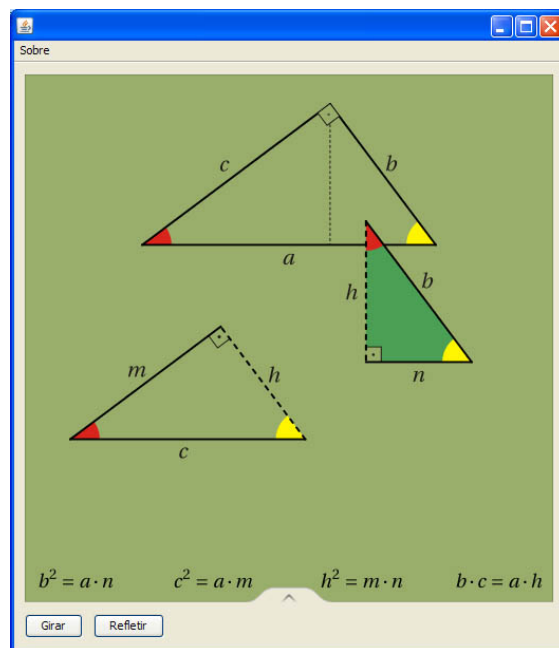 Sobre
c
b
a
h
b
n
m
h
c
b² = a · n
c² = a · m
h² = m · n
b · c = a · h
Girar
Refletir